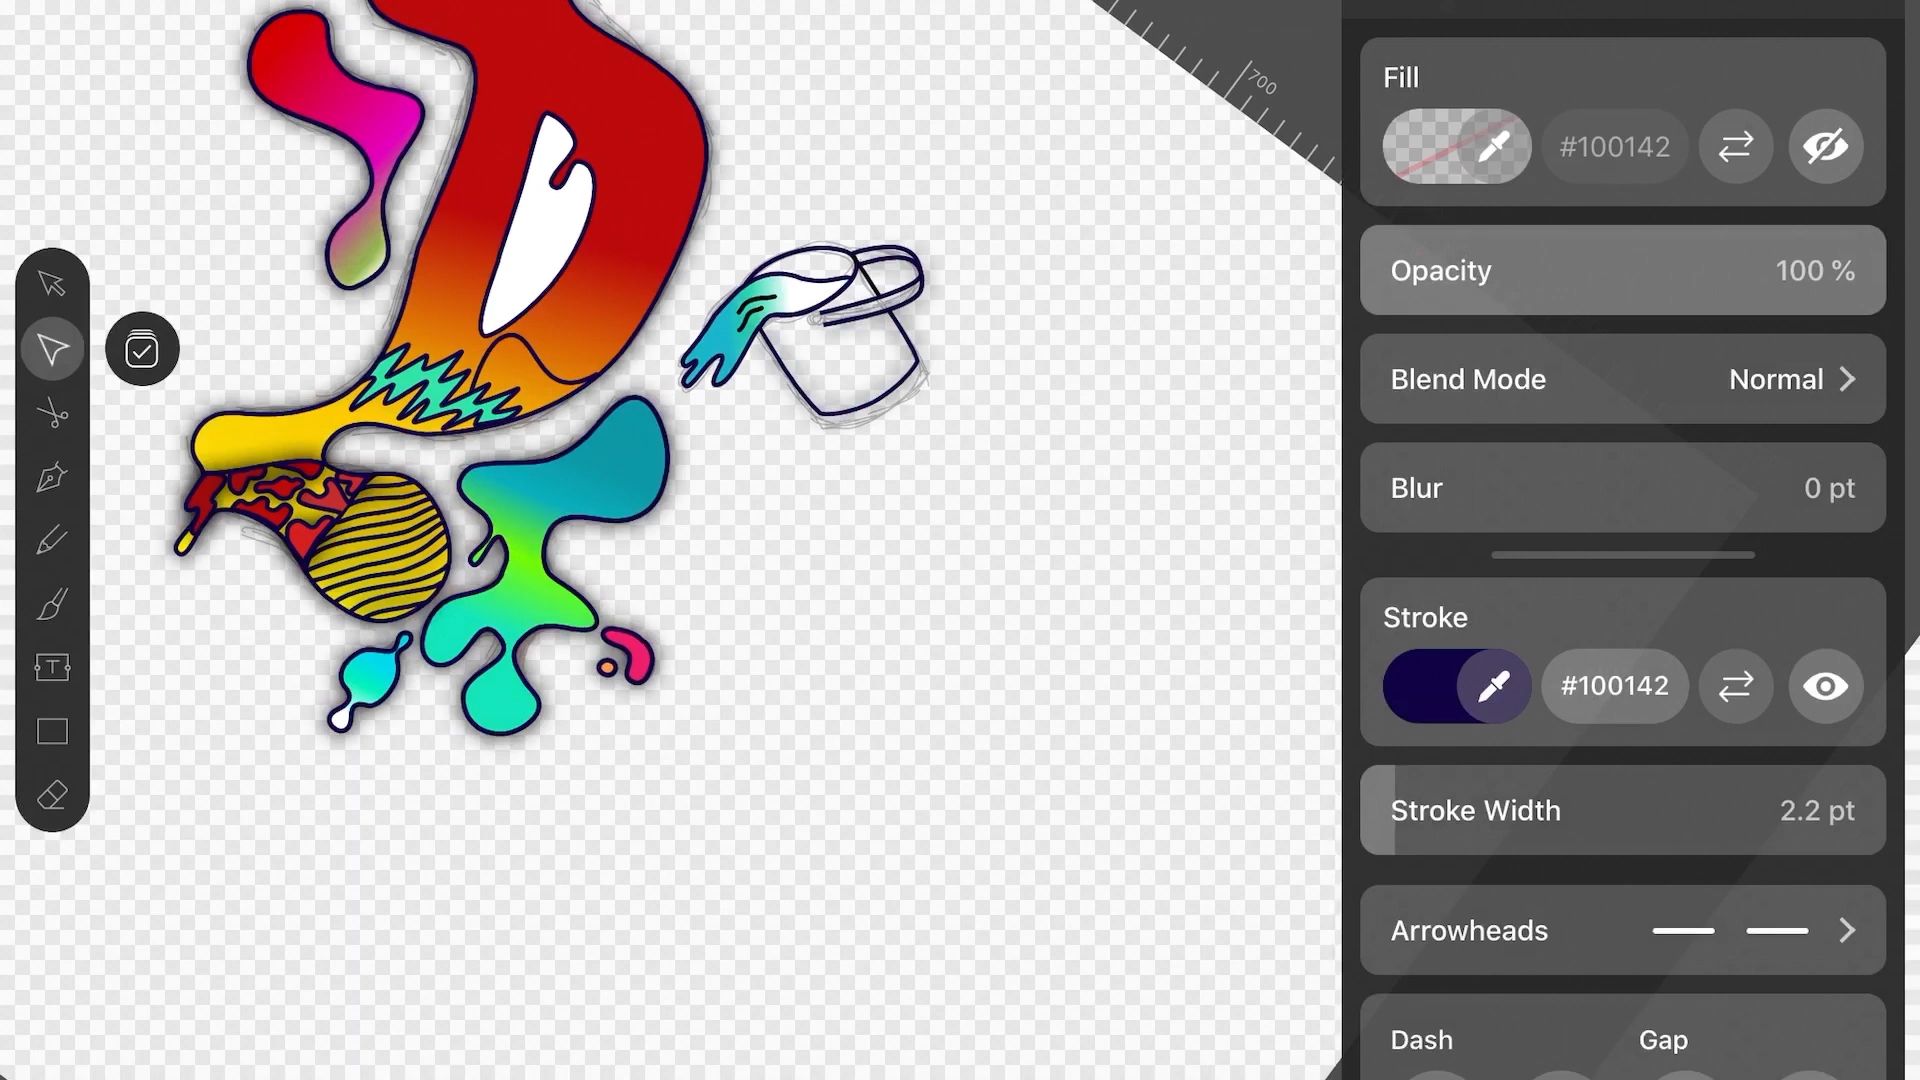 700
Fill
#100142
Opacity 100 %
Blend Mode Normal
Blur 0 pt
Stroke
#100142
Stroke Width 2.2 pt
Arrowheads
Dash Gap
T
D